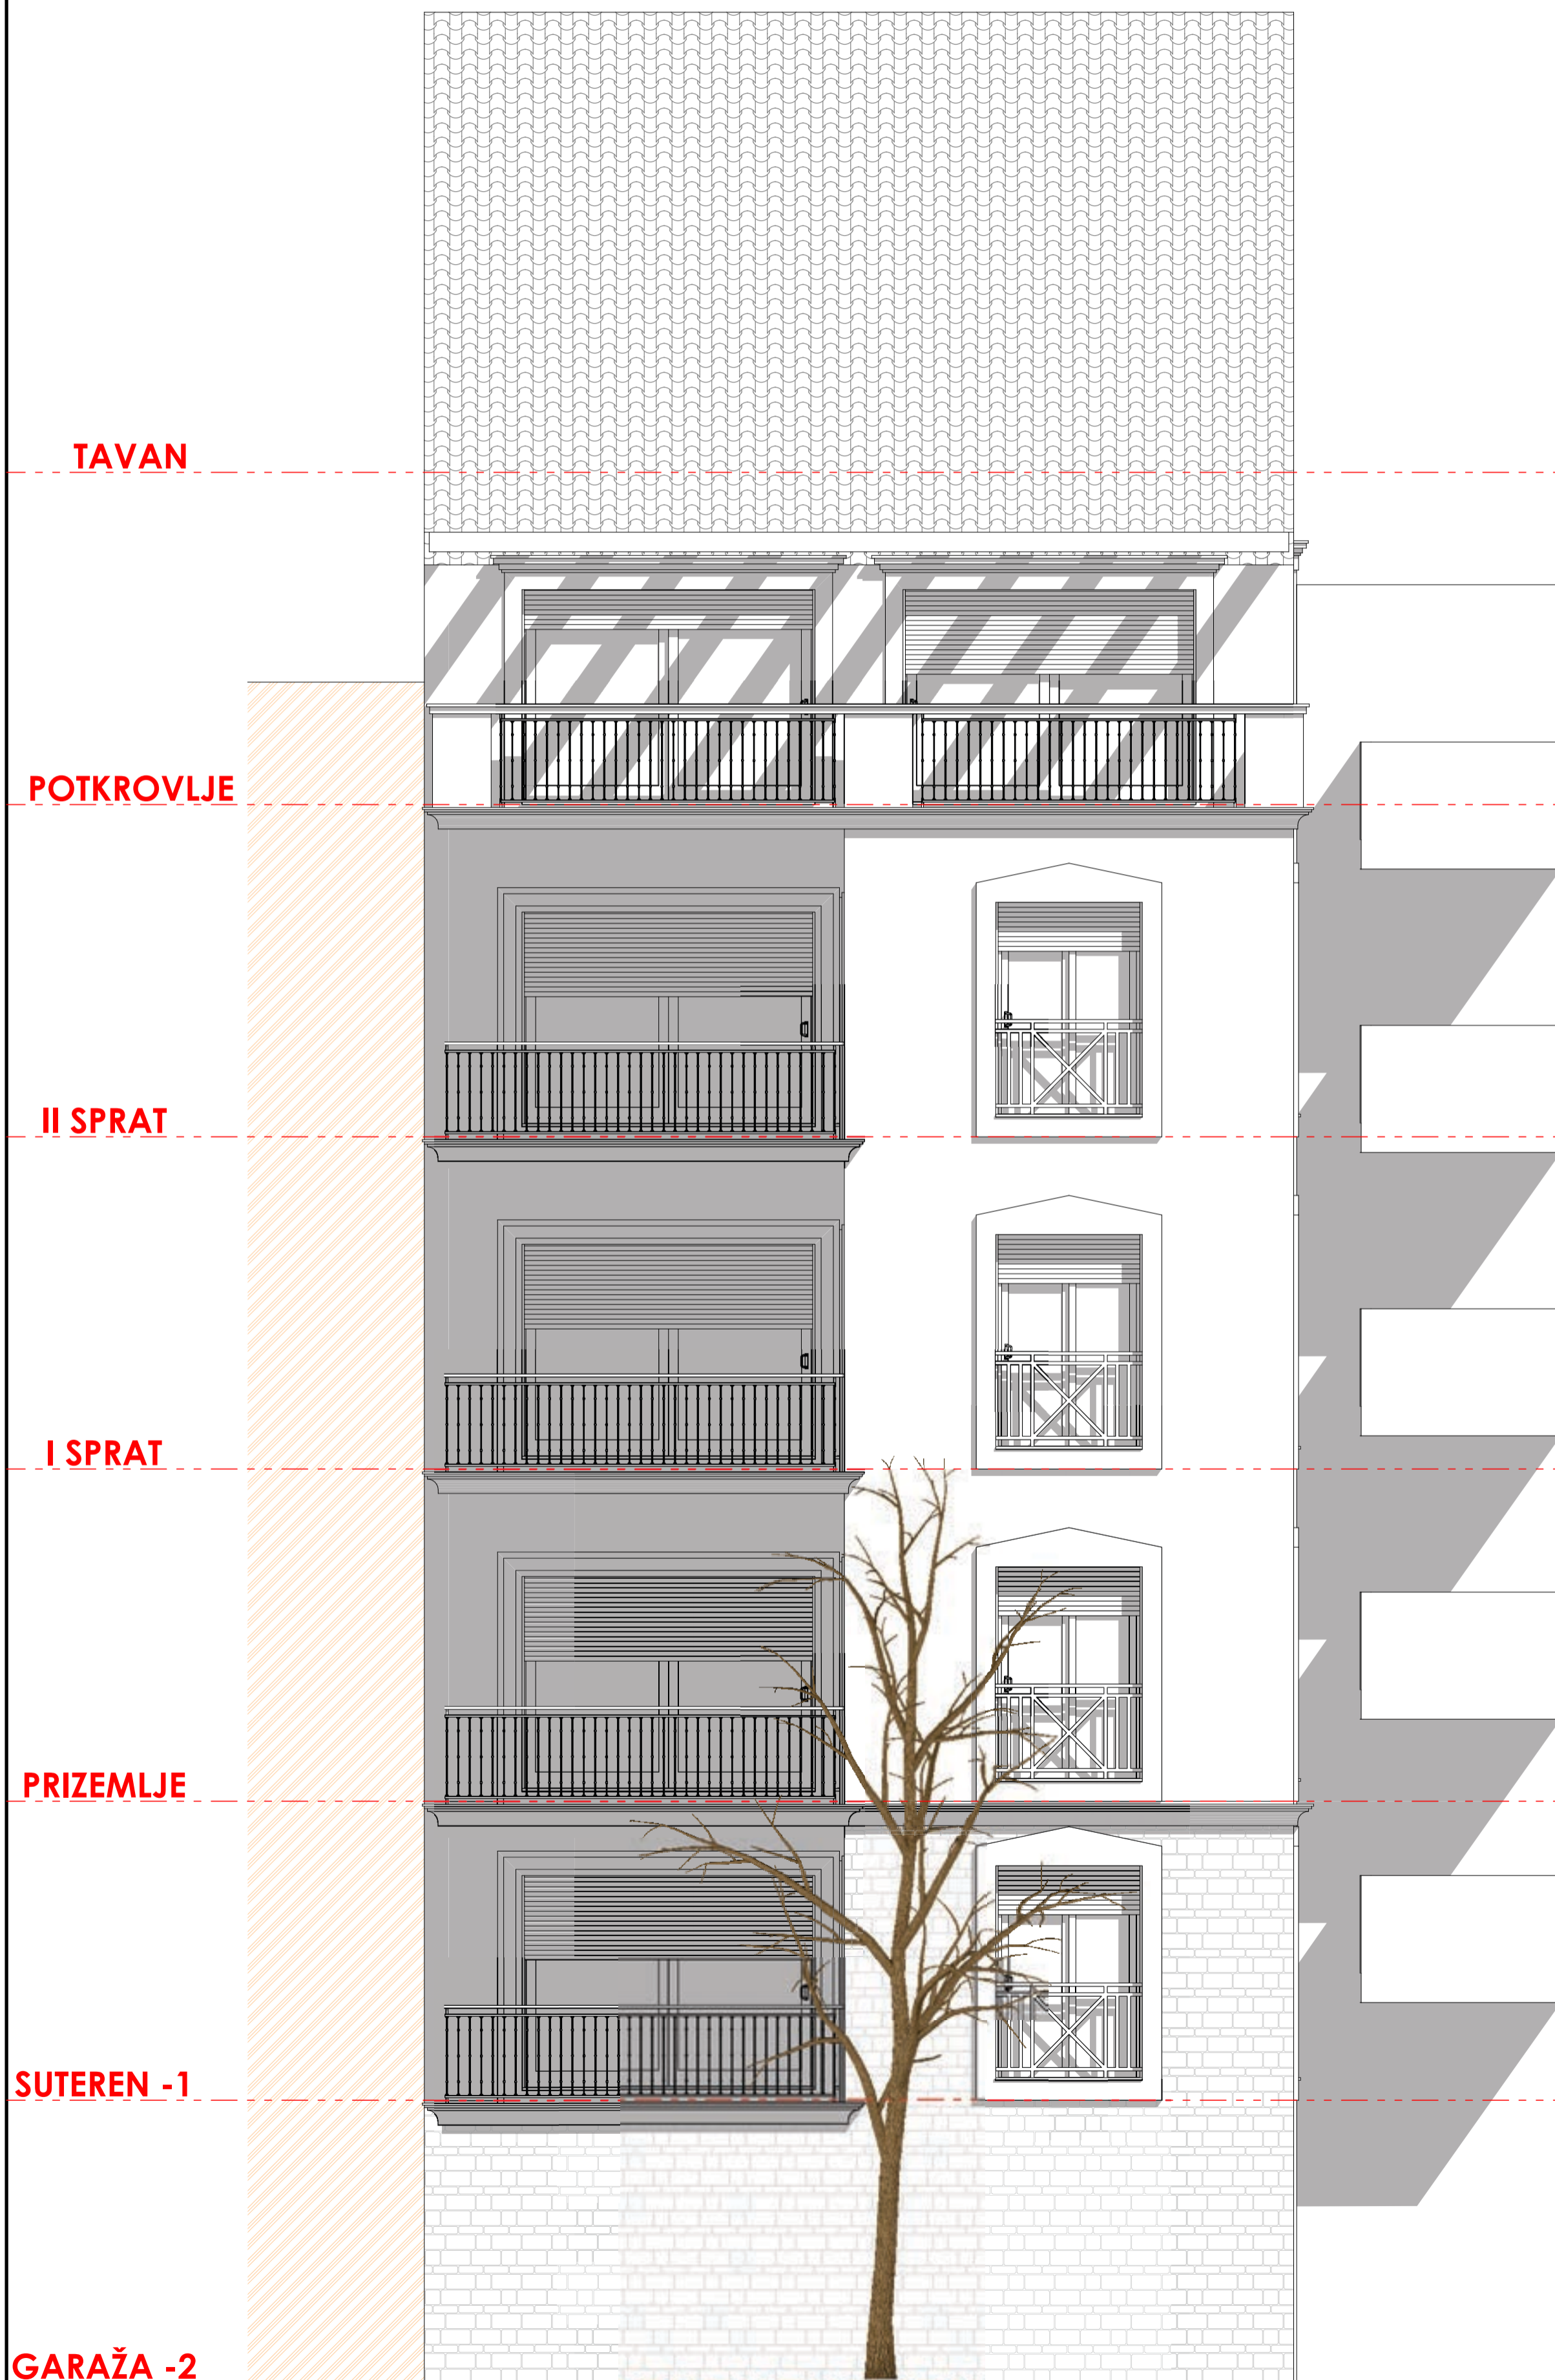 TAVAN
POTKROVLJE
II SPRAT
I SPRAT
PRIZEMLJE
SUTEREN -1
GARAŽA -2